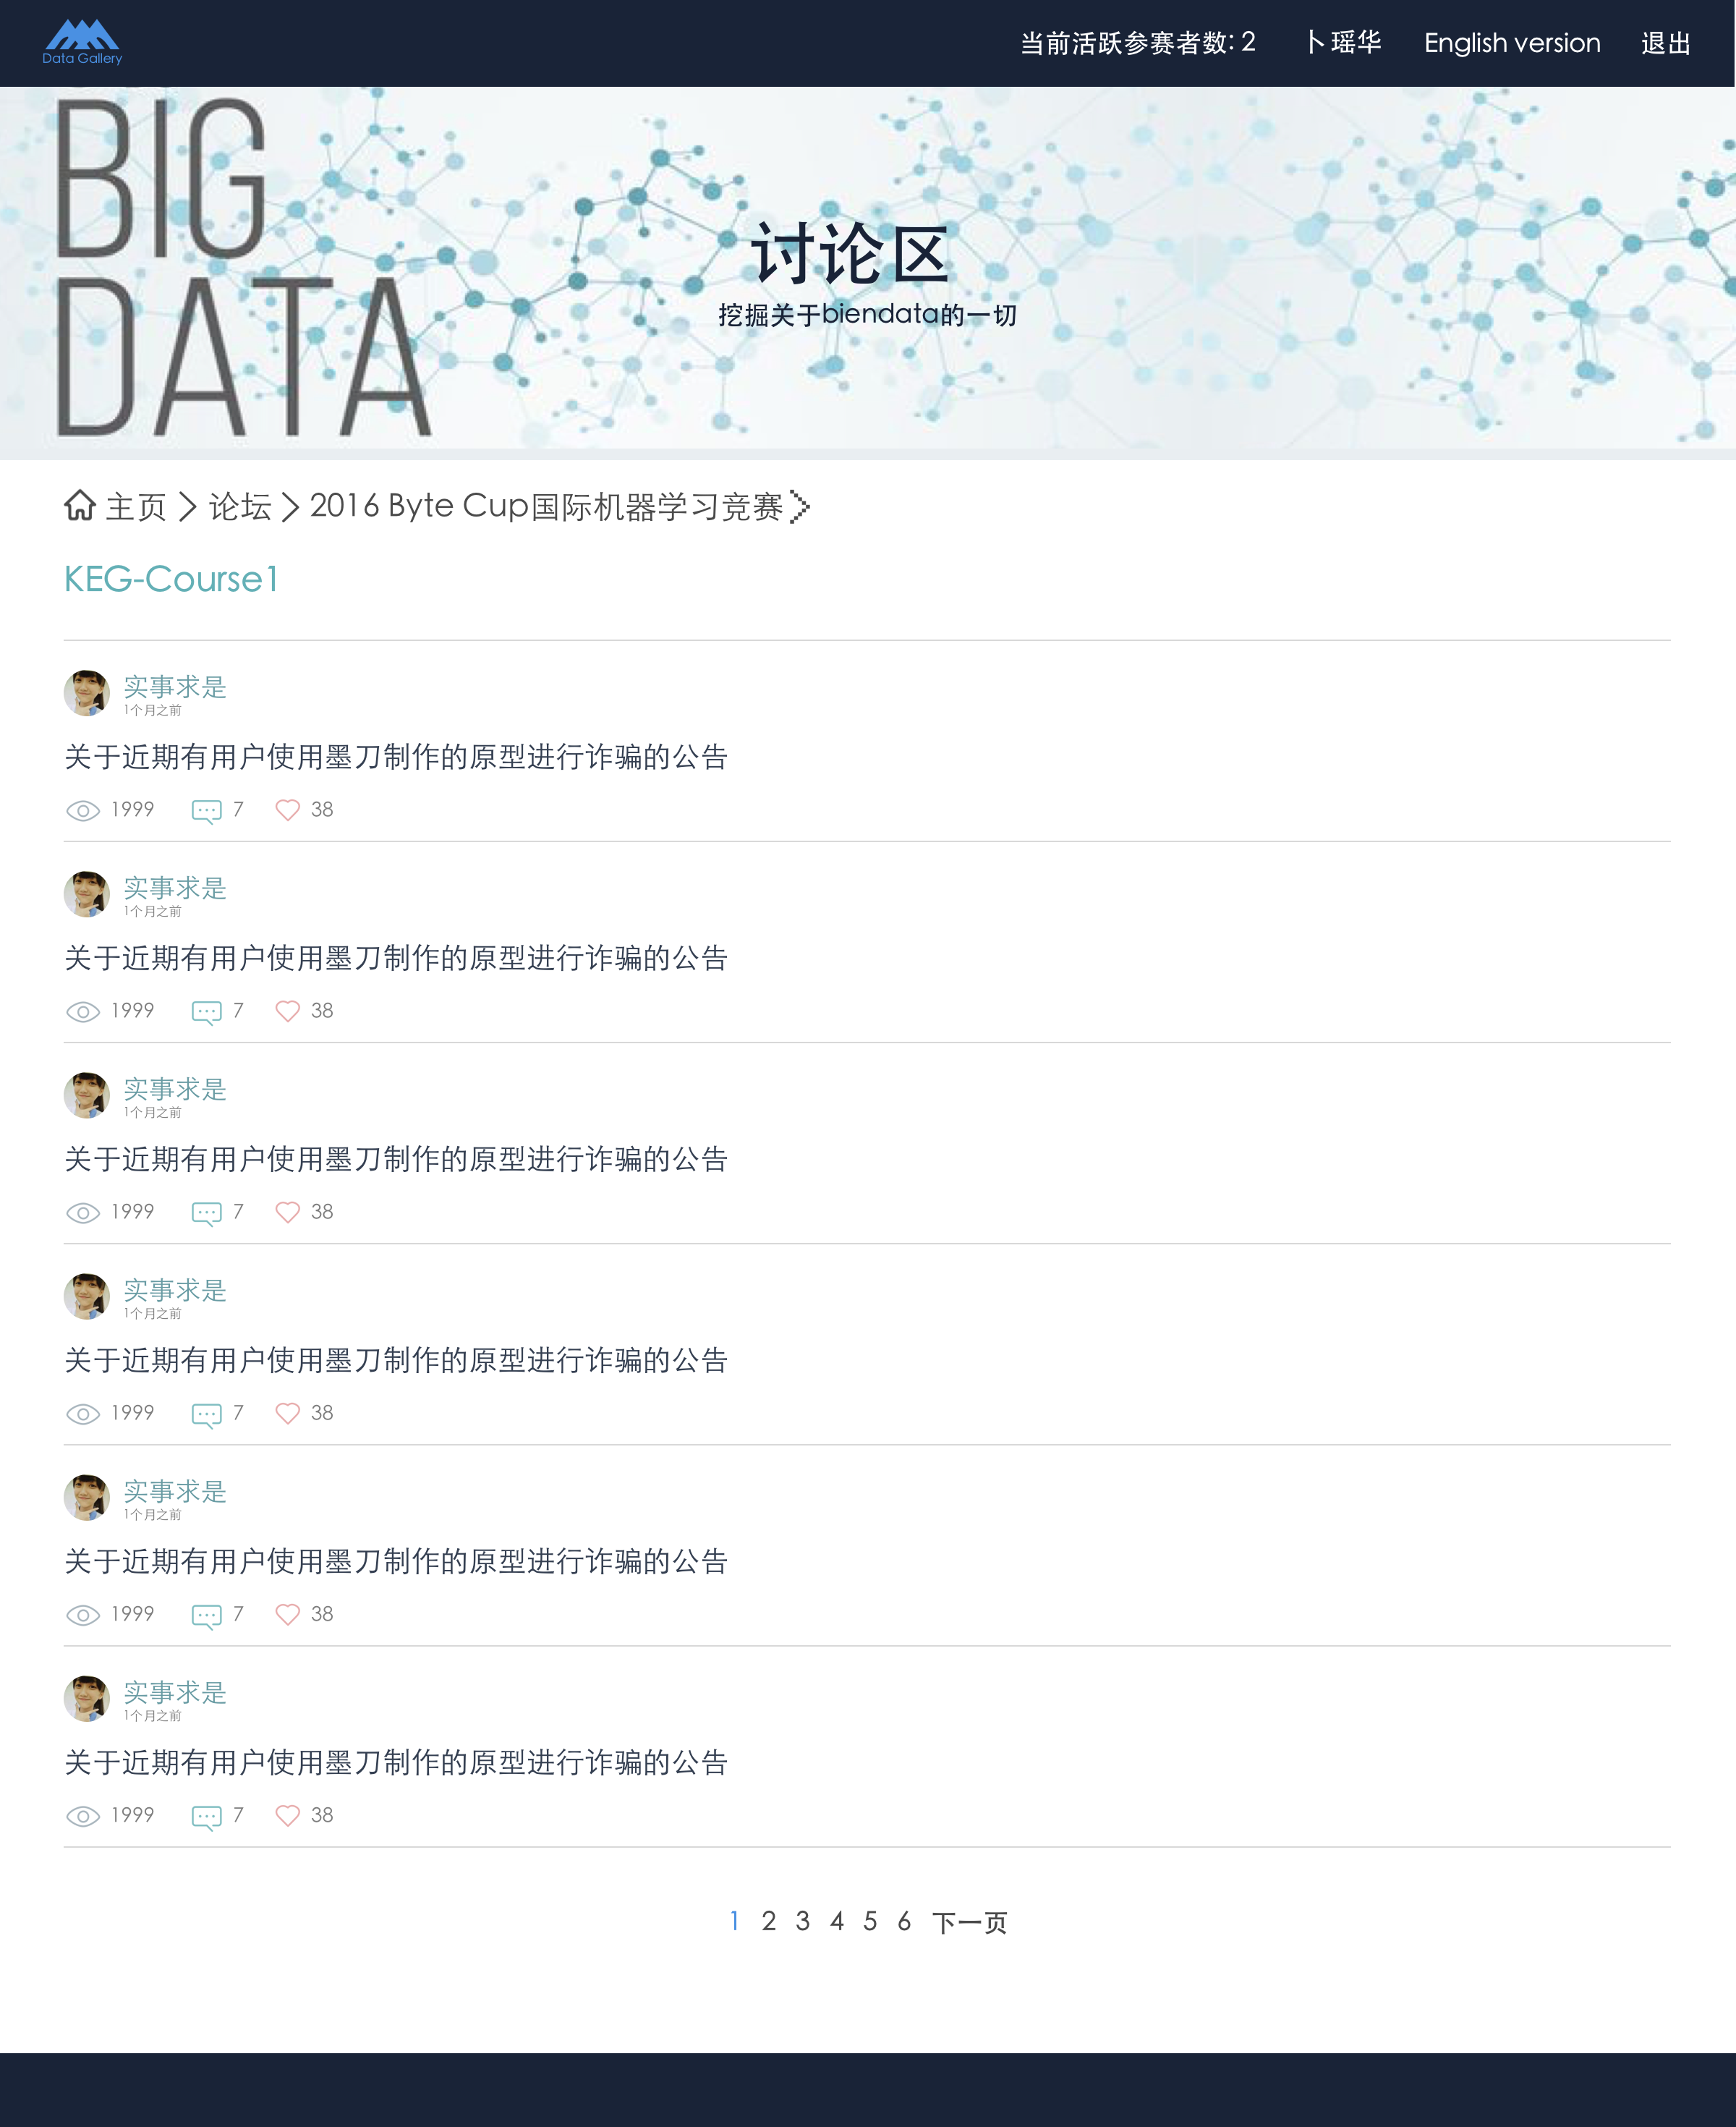 Data Gallery
当前活跃参赛者数: 2 卜瑶华 English version 退出
BIG
DATA
讨论区
挖掘关于biendata的一切
主页 论坛 2016 Byte Cup国际机器学习竞赛
KEG-Course1
实事求是
1个月之前
关于近期有用户使用墨刀制作的原型进行诈骗的公告
1999 7 38
实事求是
1个月之前
关于近期有用户使用墨刀制作的原型进行诈骗的公告
1999 7 38
实事求是
1个月之前
关于近期有用户使用墨刀制作的原型进行诈骗的公告
1999 7 38
实事求是
1个月之前
关于近期有用户使用墨刀制作的原型进行诈骗的公告
1999 7 38
实事求是
1个月之前
关于近期有用户使用墨刀制作的原型进行诈骗的公告
1999 7 38
实事求是
1个月之前
关于近期有用户使用墨刀制作的原型进行诈骗的公告
1999 7 38
1 2 3 4 5 6 下一页